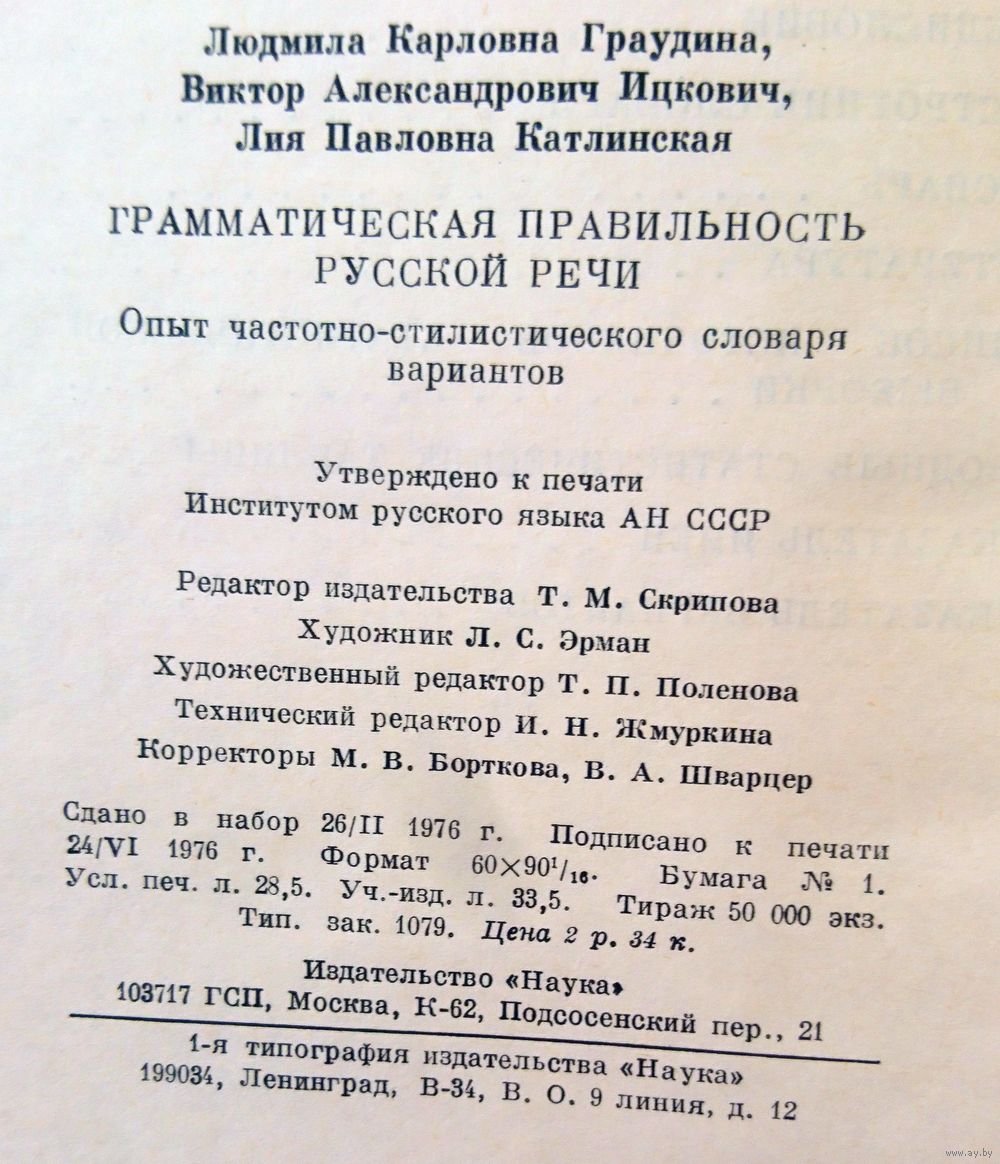 Людмила Карловна Граудина,
Виктор Александрович Ицкович,
Лия Павловна Катлинская
ГРАММАТИЧЕСКАЯ ПРАВИЛЬНОСТЬ
РУССКОЙ РЕЧИ
Опыт частотно-стилистического словаря
вариантов
Утверждено к печати
Институтом русского языка АН СССР
Редактор издательства Т. М. Скрипова
Художник Л. С. Эрман
Художественный редактор Т. П. Поленова
Технический редактор И. Н. Жмуркина
Корректоры М. В. Борткова, В. А. Шварцер
Сдано в набор 26/II 1976 г. Подписано к печати
24/VI 1976 г. Формат 60×90¹/₁₆. Бумага № 1.
Усл. печ. л. 28,5. Уч.-изд. л. 33,5. Тираж 50 000 экз.
Тип. зак. 1079. Цена 2 р. 34 к.
Издательство «Наука»
103717 ГСП, Москва, К-62, Подсосенский пер., 21
1-я типография издательства «Наука»
199034, Ленинград, В-34, В. О. 9 линия, д. 12
www.ay.by